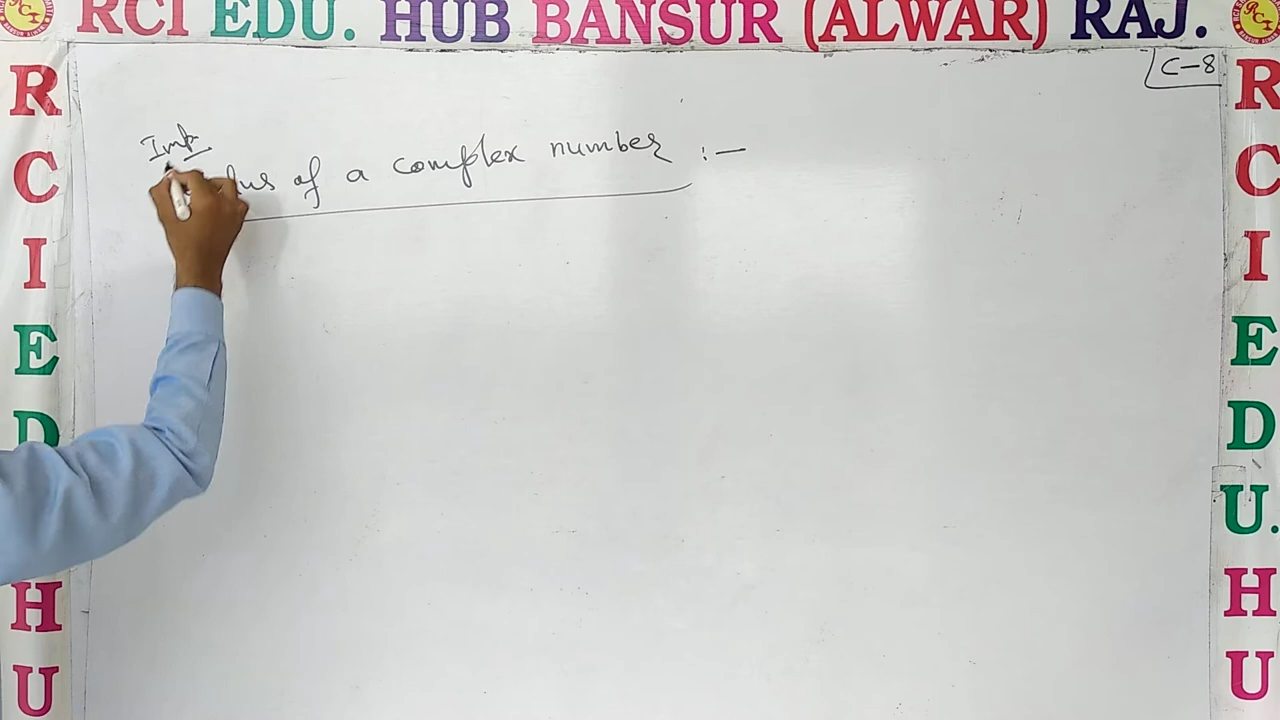 RCI EDU. HUB BANSUR (ALWAR) RAJ.
C-8
Imp
of a complex number :-
R
C
I
E
D
H
U
R
C
I
E
D
U.
H
U